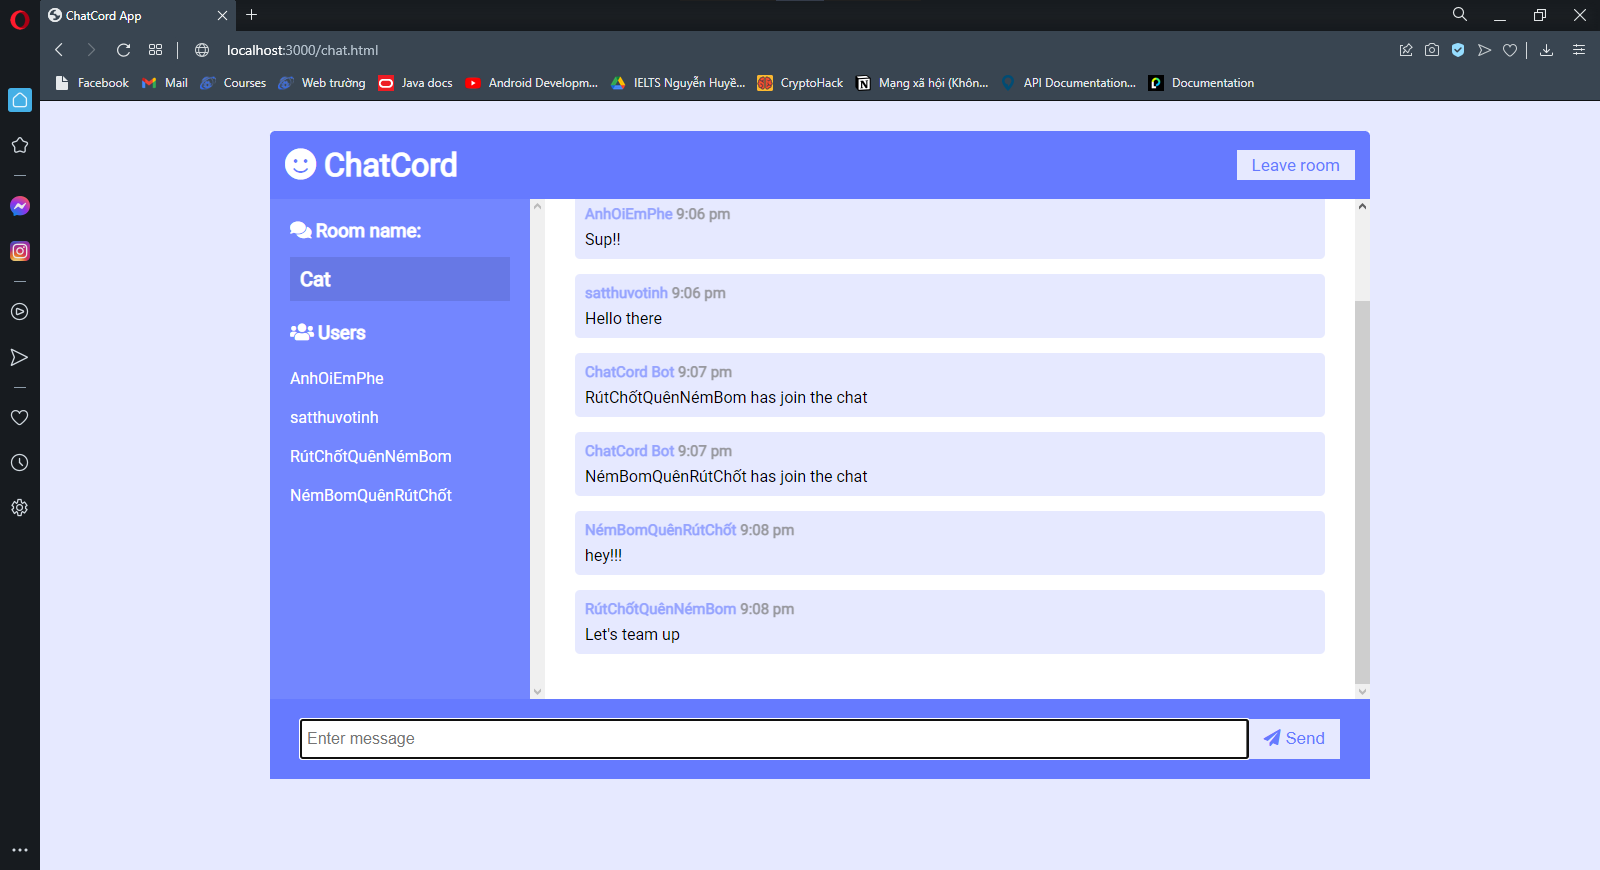 ChatCord App
localhost:3000/chat.html
Facebook Mail Courses Web trường Java docs Android Developm... IELTS Nguyễn Huyề... CryptoHack Mạng xã hội (Khôn... API Documentation... Documentation
ChatCord
Leave room
Room name:
Cat
Users
AnhOiEmPhe
satthuvotinh
RútChốtQuênNémBom
NémBomQuênRútChốt
AnhOiEmPhe 9:06 pm
Sup!!
satthuvotinh 9:06 pm
Hello there
ChatCord Bot 9:07 pm
RútChốtQuênNémBom has join the chat
ChatCord Bot 9:07 pm
NémBomQuênRútChốt has join the chat
NémBomQuênRútChốt 9:08 pm
hey!!!
RútChốtQuênNémBom 9:08 pm
Let's team up
Enter message
Send